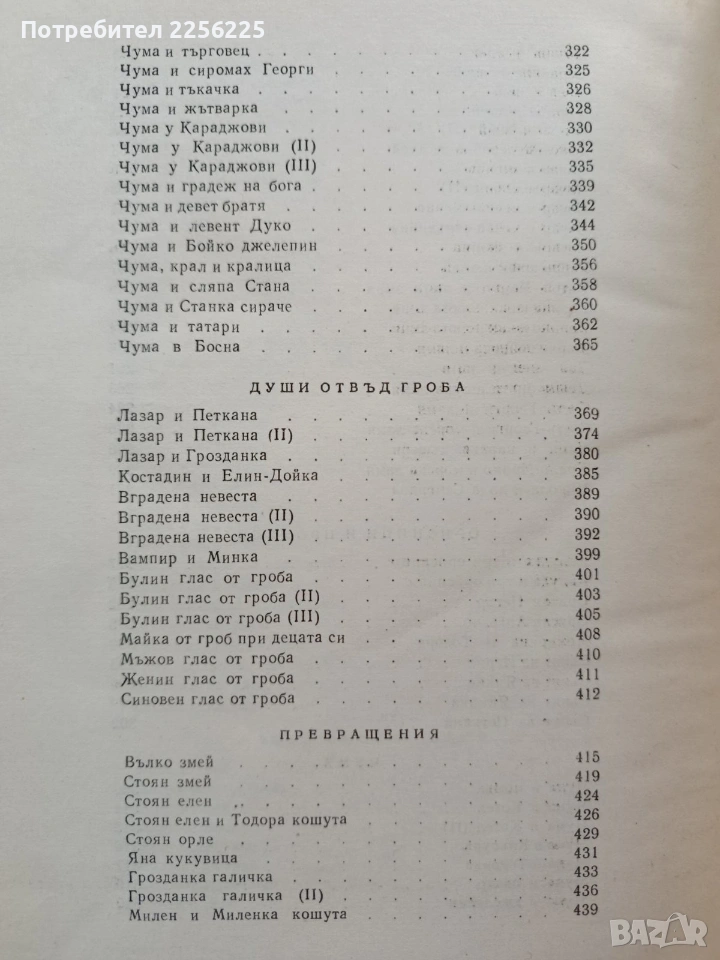 Потребител 2256225
Чума и търговец . . . . . . . . . . 322
Чума и сиромах Георги . . . . . . . . 325
Чума и тъкачка . . . . . . . . . . 326
Чума и жътварка . . . . . . . . . . 328
Чума у Караджови . . . . . . . . . . 330
Чума у Караджови (II) . . . . . . . . 332
Чума у Караджови (III) . . . . . . . . 335
Чума и градеж на бога . . . . . . . . 339
Чума и девет братя . . . . . . . . . 342
Чума и левент Дуко . . . . . . . . . 344
Чума и Бойко джелепин . . . . . . . . 350
Чума, крал и кралица . . . . . . . . 356
Чума и сляпа Стана . . . . . . . . . 358
Чума и Станка сираче . . . . . . . . 360
Чума и татари . . . . . . . . . . 362
Чума в Босна . . . . . . . . . . 365
ДУШИ ОТВЪД ГРОБА
Лазар и Петкана . . . . . . . . . . 369
Лазар и Петкана (II) . . . . . . . . 374
Лазар и Грозданка . . . . . . . . . 380
Костадин и Елин-Дойка . . . . . . . . 385
Вградена невеста . . . . . . . . . . 389
Вградена невеста (II) . . . . . . . . 390
Вградена невеста (III) . . . . . . . . 392
Вампир и Минка . . . . . . . . . . 399
Булин глас от гроба . . . . . . . . . 401
Булин глас от гроба (II) . . . . . . . 403
Булин глас от гроба (III) . . . . . . . 405
Майка от гроб при децата си . . . . . . 408
Мъжов глас от гроба . . . . . . . . 410
Женин глас от гроба . . . . . . . . 411
Синовен глас от гроба . . . . . . . . 412
ПРЕВРАЩЕНИЯ
Вълко змей . . . . . . . . . . 415
Стоян змей . . . . . . . . . . 419
Стоян елен . . . . . . . . . . 424
Стоян елен и Тодора кошута . . . . . . 426
Стоян орле . . . . . . . . . . 429
Яна кукувица . . . . . . . . . . 431
Грозданка галичка . . . . . . . . . 433
Грозданка галичка (II) . . . . . . . . 436
Милен и Миленка кошута . . . . . . . 439
BAZAR
bg